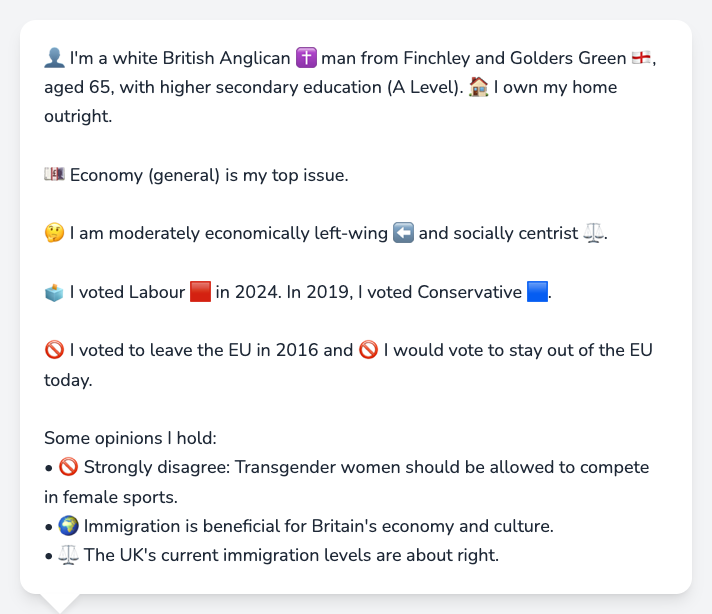 👤 I'm a white British Anglican ✝️ man from Finchley and Golders Green 🏴󠁧󠁢󠁥󠁮󠁧󠁿,
aged 65, with higher secondary education (A Level). 🏠 I own my home
outright.
💷 Economy (general) is my top issue.
🤔 I am moderately economically left-wing ⬅️ and socially centrist ⚖️.
🗳️ I voted Labour 🟥 in 2024. In 2019, I voted Conservative 🟦.
🚫 I voted to leave the EU in 2016 and 🚫 I would vote to stay out of the EU
today.
Some opinions I hold:
• 🚫 Strongly disagree: Transgender women should be allowed to compete
in female sports.
• 🌍 Immigration is beneficial for Britain's economy and culture.
• ⚖️ The UK's current immigration levels are about right.